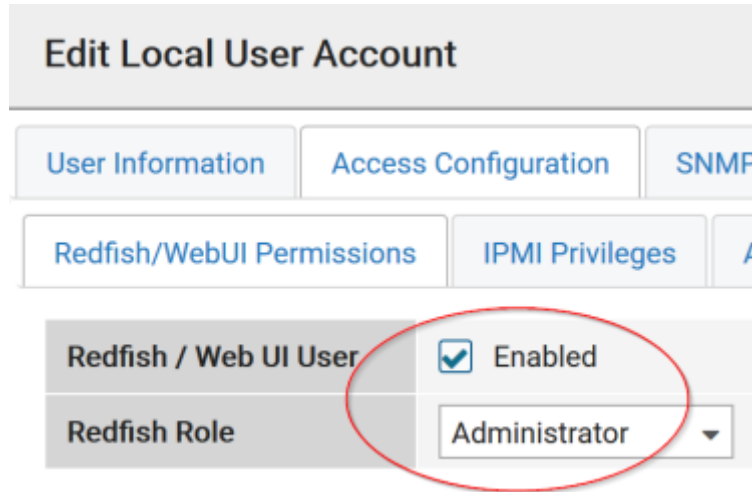 Edit Local User Account
User Information Access Configuration SNMP
Redfish/WebUI Permissions IPMI Privileges A
Redfish / Web UI User Enabled
Redfish Role Administrator